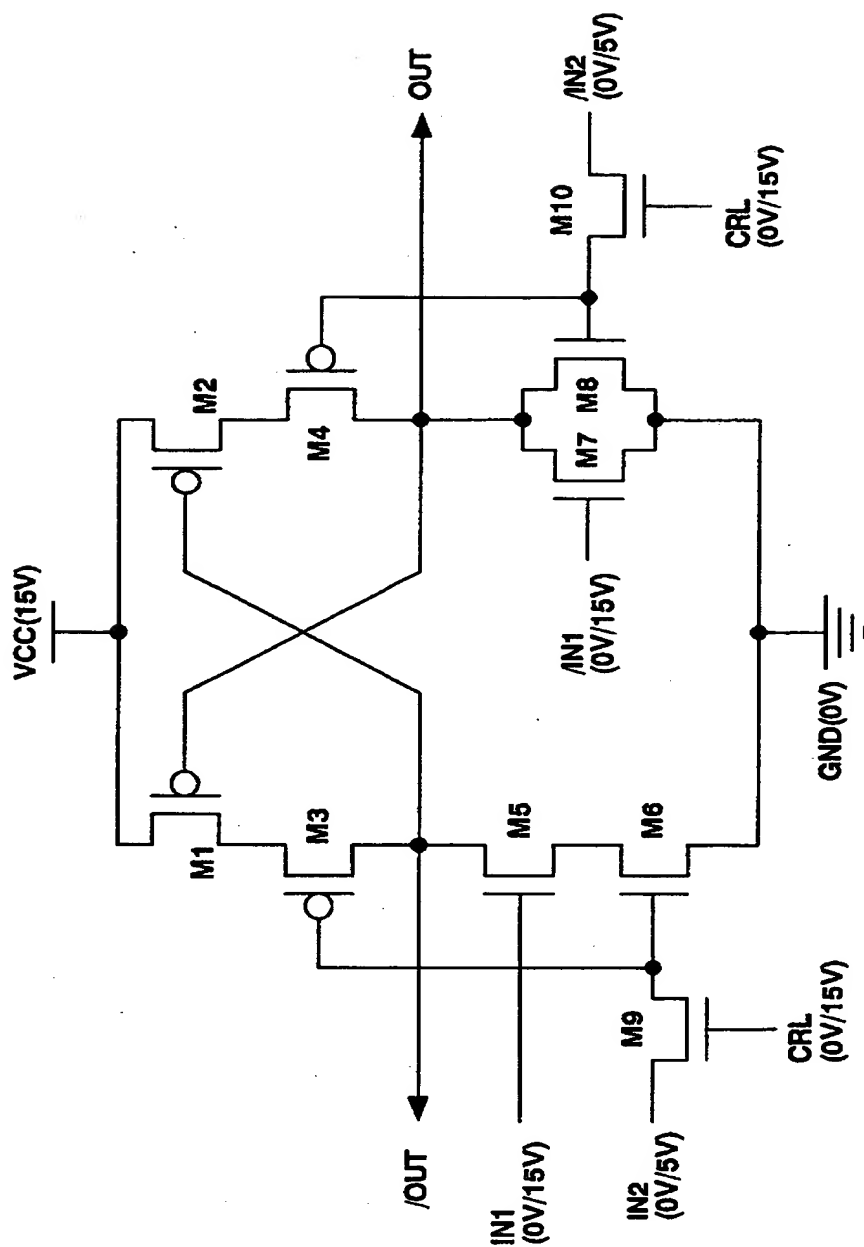 VCC(15V)
M1
M2
M3
M4
/OUT
OUT
M5
M6
M7
M8
/IN1
(0V/15V)
M10
/IN2
(0V/5V)
CRL
(0V/15V)
IN1
(0V/15V)
M9
IN2
(0V/5V)
CRL
(0V/15V)
GND(0V)